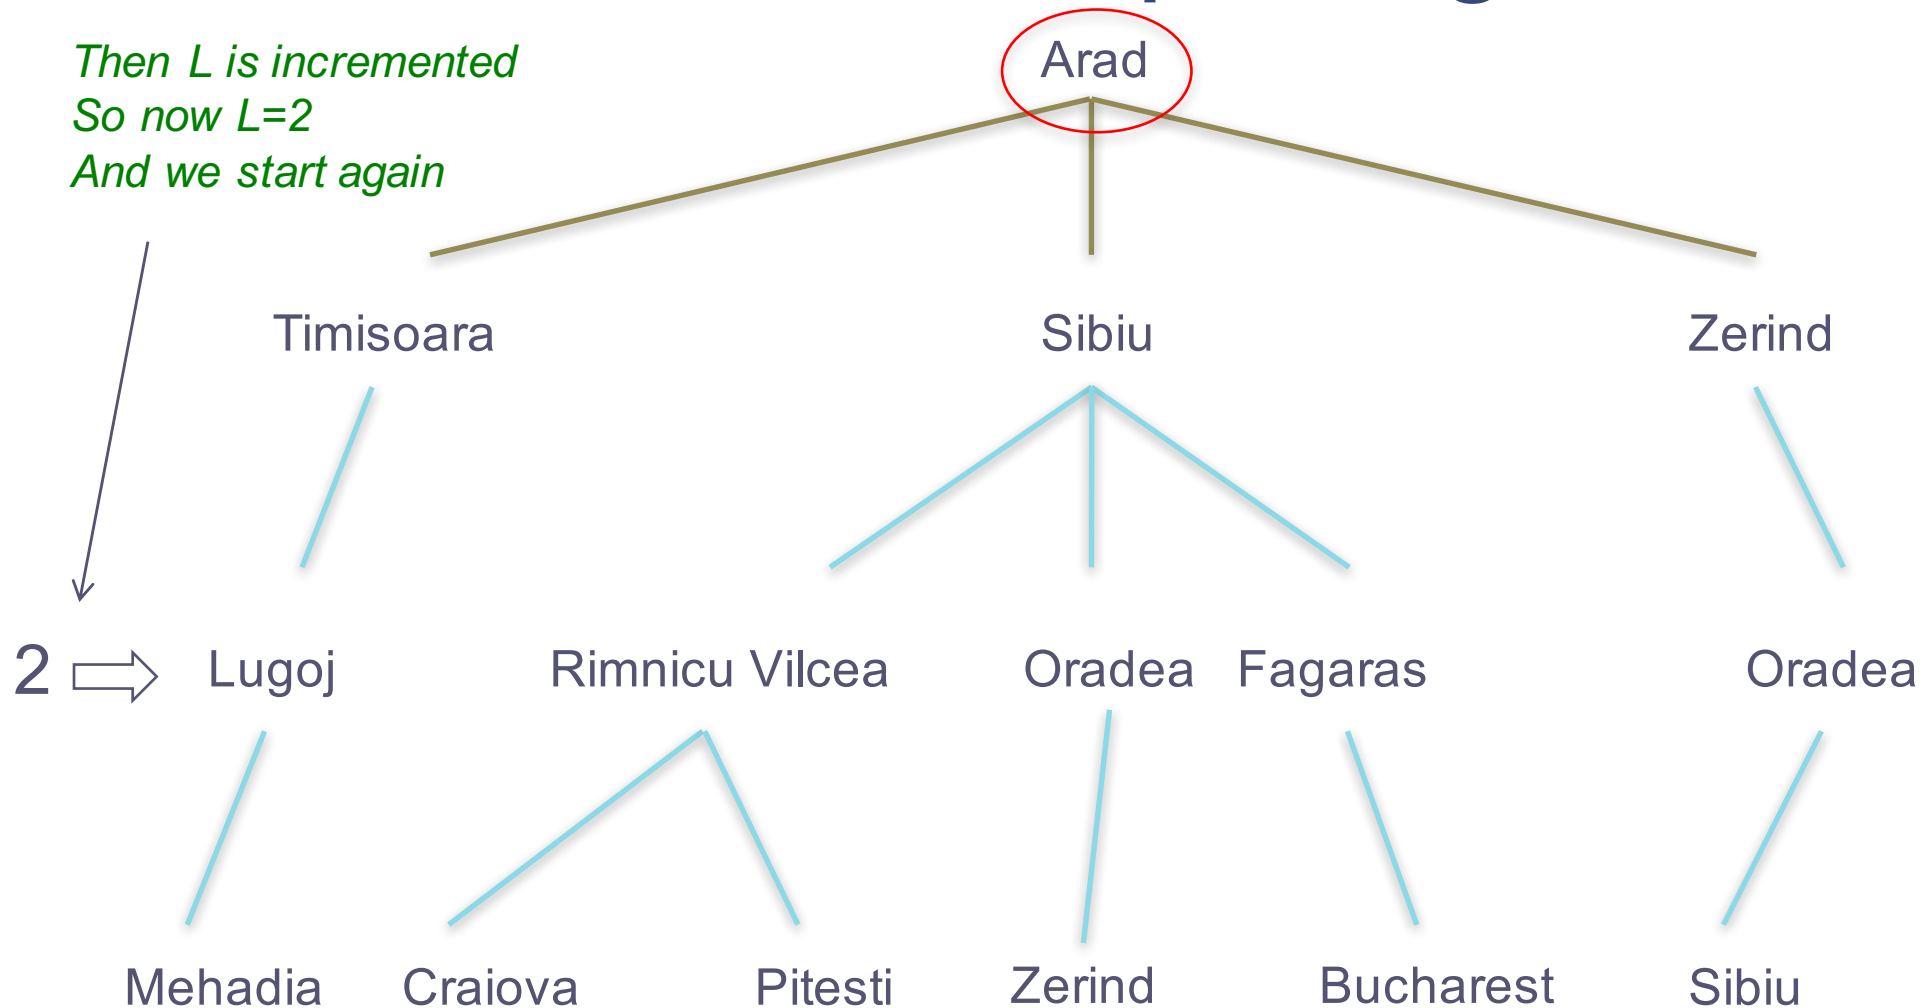 Then L is incremented
So now L=2
And we start again
Arad
Timisoara Sibiu Zerind
2 Lugoj Rimnicu Vilcea Oradea Fagaras Oradea
Mehadia Craiova Pitesti Zerind Bucharest Sibiu